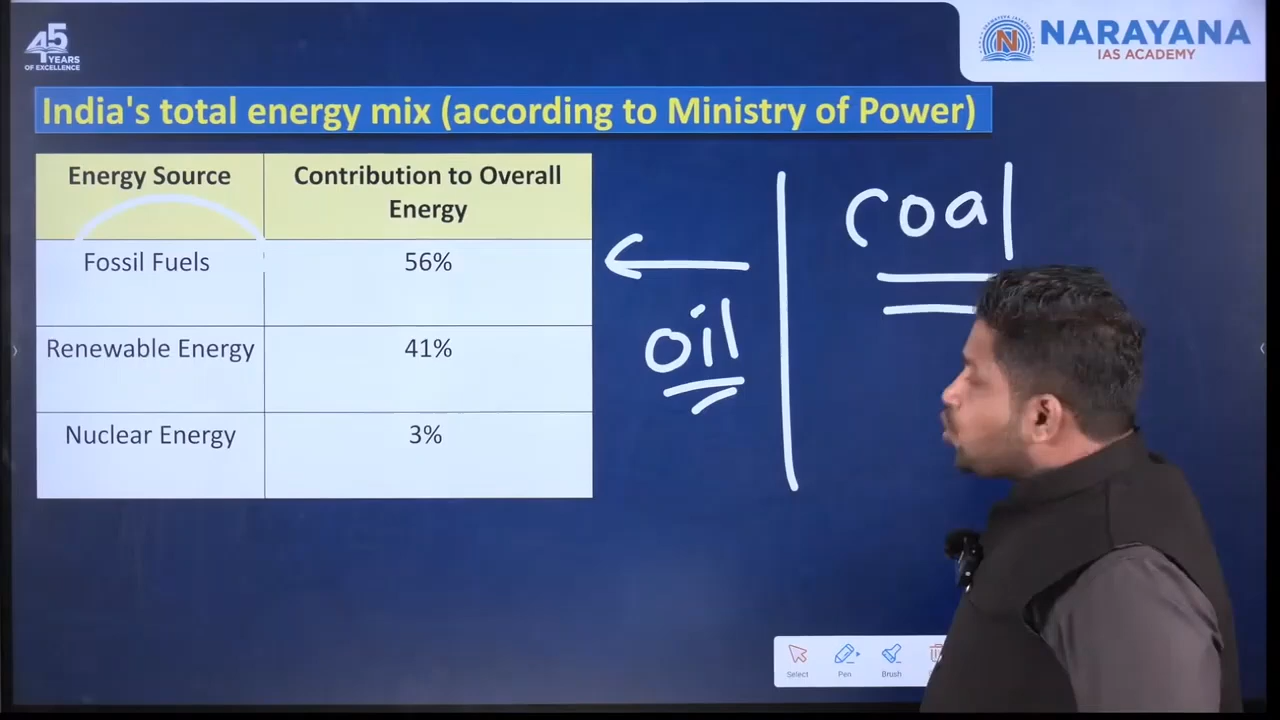 45
YEARS
OF EXCELLENCE
NARAYANA
IAS ACADEMY
India's total energy mix (according to Ministry of Power)
Energy Source
Contribution to Overall
Energy
Fossil Fuels
56%
Renewable Energy
41%
Nuclear Energy
3%
oil
coal
Select
Pen
Brush